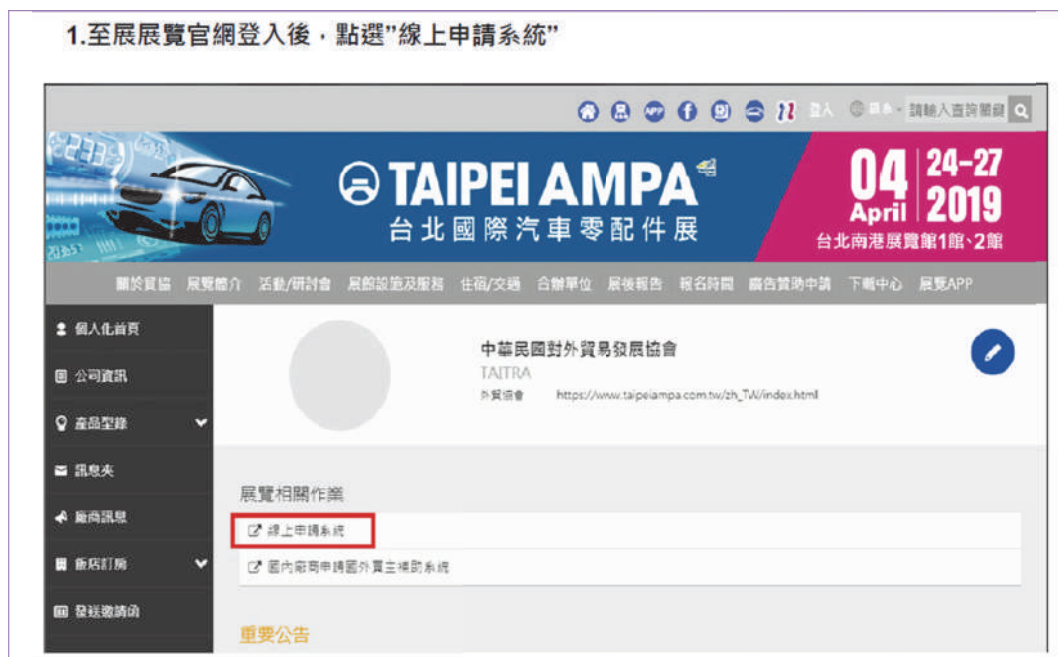 1.至展展覽官網登入後，點選”線上申請系統”
APP
登入
請輸入查詢關鍵
TAIPEI AMPA
台北國際汽車零配件展
04 April 24-27 2019
台北南港展覽館1館、2館
關於貿協 展覽簡介 活動/研討會 展館設施及服務 住宿/交通 合辦單位 展後報告 報名時間 廣告贊助申請 下載中心 展覽APP
個人化首頁
公司資訊
產品型錄
訊息夾
廠商訊息
飯店訂房
發送邀請函
中華民國對外貿易發展協會
TAITRA
外貿協會 https://www.taipeiampa.com.tw/zh_TW/index.html
展覽相關作業
線上申請系統
國內廠商申請國外買主補助系統
重要公告